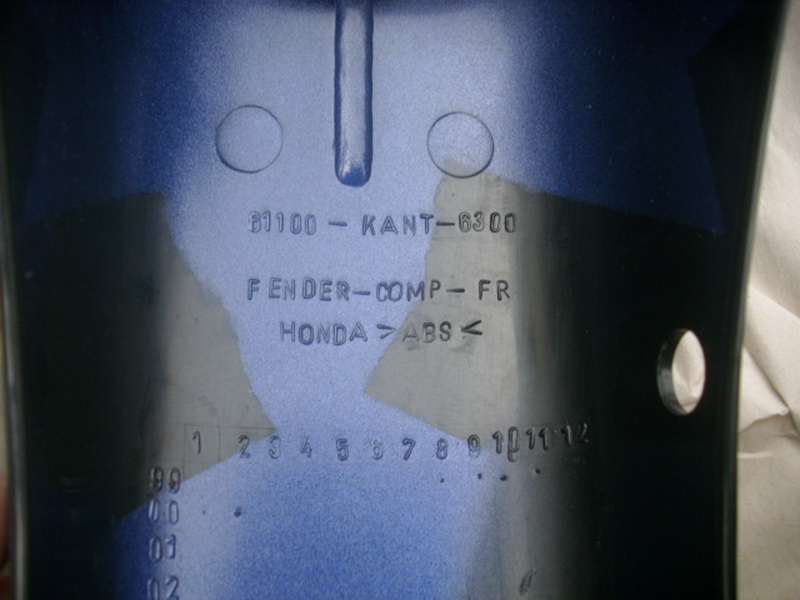 61100 - KANT-6300
FENDER-COMP-FR
HONDA >ABS<
1 2 3 4 5 6 7 8 9 10 11 12
99
00
01
02